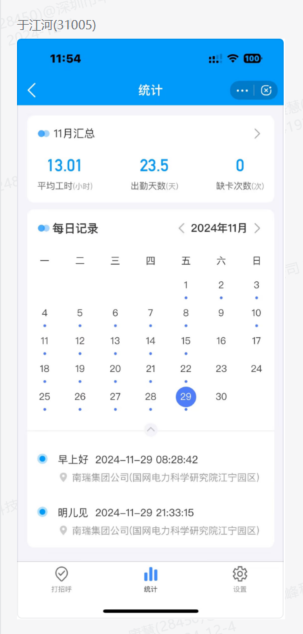 于江河(31005)
11:54
100
统计
11月汇总
13.01 23.5 0
平均工时(小时) 出勤天数(天) 缺卡次数(次)
每日记录 2024年11月
一 二 三 四 五 六 日
1 2 3
4 5 6 7 8 9 10
11 12 13 14 15 16 17
18 19 20 21 22 23 24
25 26 27 28 29 30
早上好 2024-11-29 08:28:42
南瑞集团公司(国网电力科学研究院江宁园区)
明儿见 2024-11-29 21:33:15
南瑞集团公司(国网电力科学研究院江宁园区)
打招呼 统计 设置